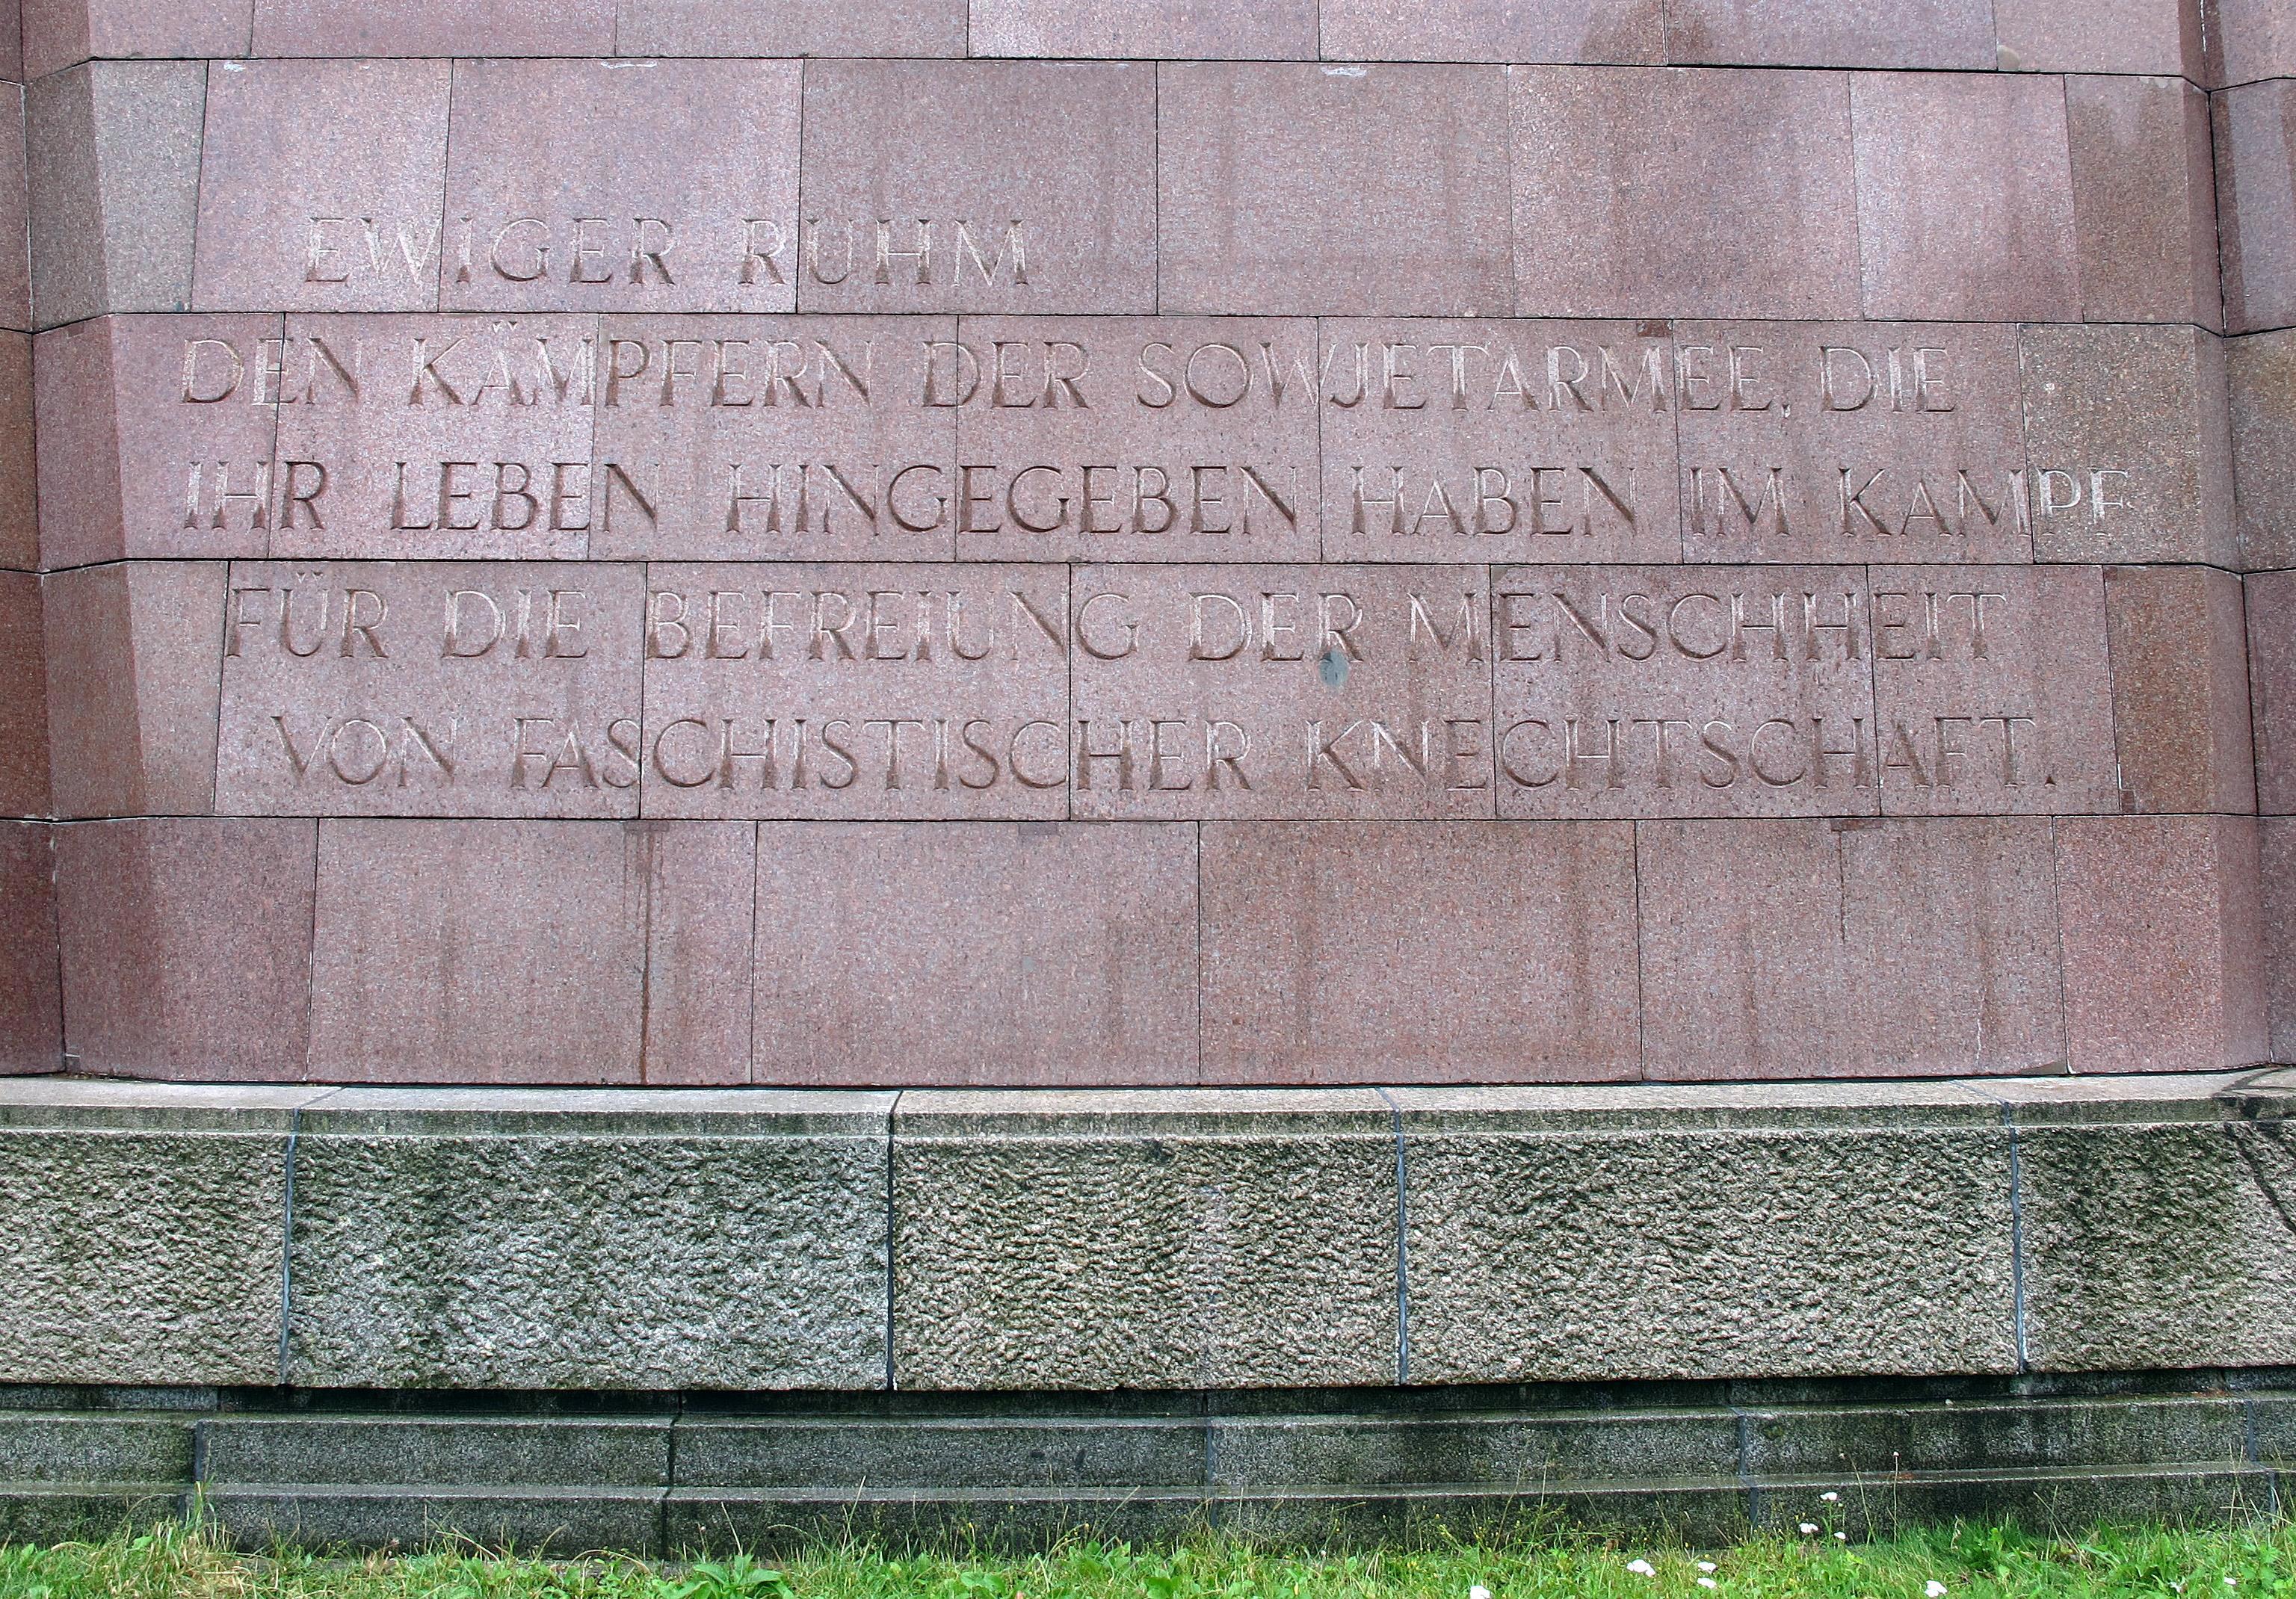 EWIGER RUHM
DEN KÄMPFERN DER SOWJETARMEE, DIE
IHR LEBEN HINGEGEBEN HABEN IM KAMPF
FÜR DIE BEFREIUNG DER MENSCHHEIT
VON FASCHISTISCHER KNECHTSCHAFT.